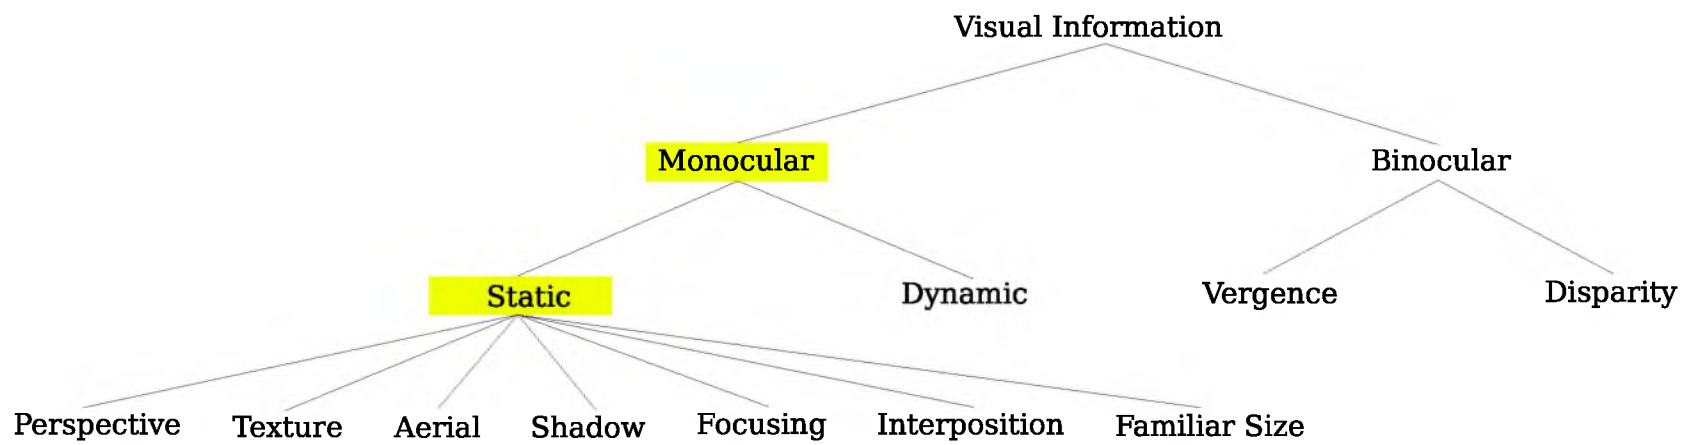 Visual Information
Monocular
Binocular
Static
Dynamic
Vergence
Disparity
Perspective
Texture
Aerial
Shadow
Focusing
Interposition
Familiar Size